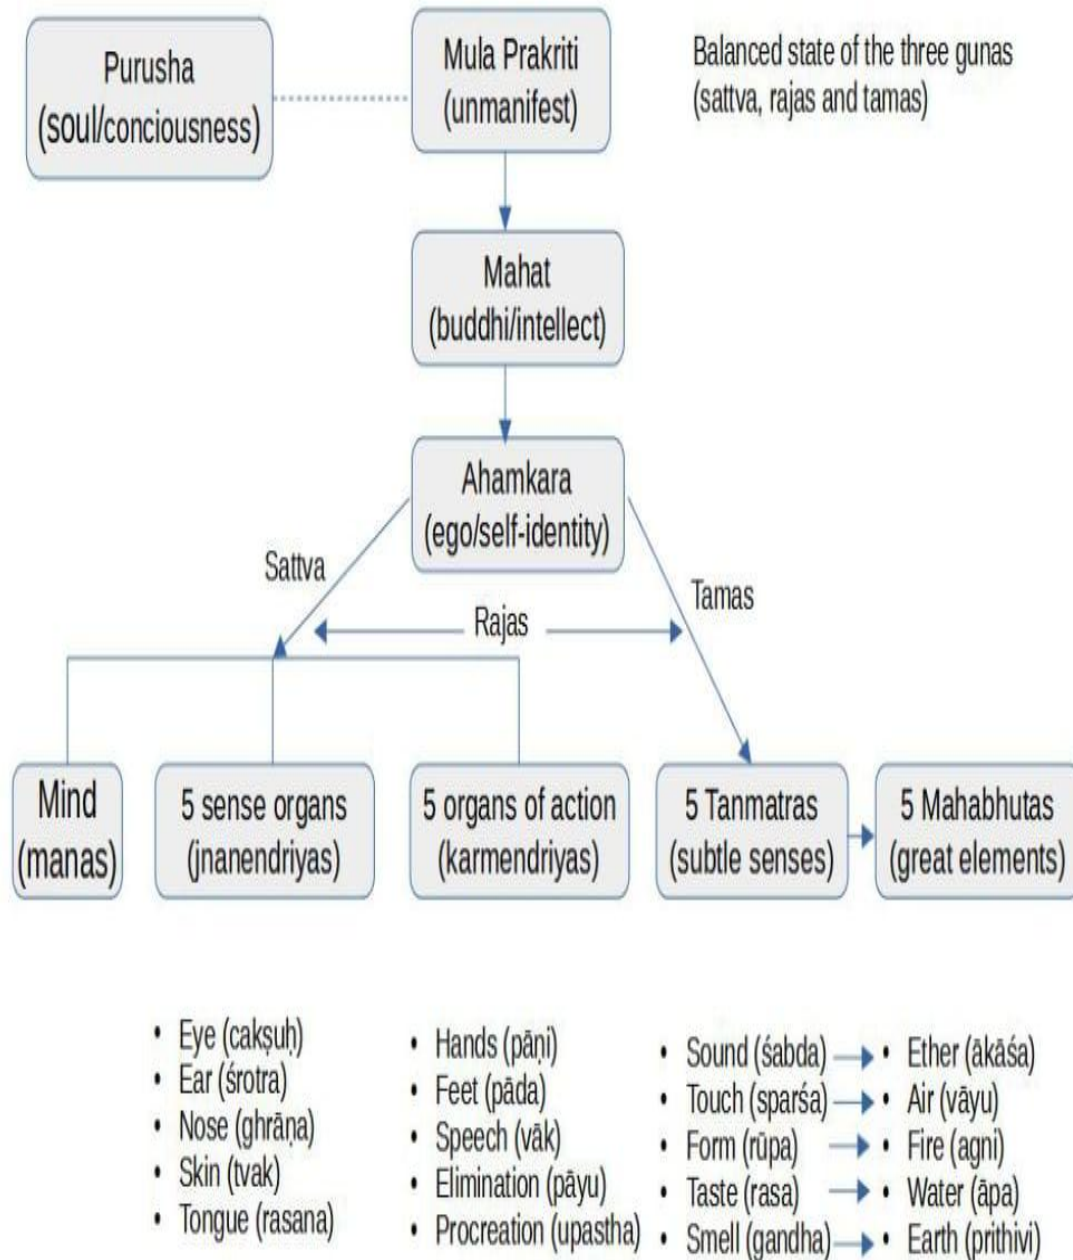 Purusha
(soul/conciousness)
Mula Prakriti
(unmanifest)
Balanced state of the three gunas
(sattva, rajas and tamas)
Mahat
(buddhi/intellect)
Ahamkara
(ego/self-identity)
Sattva
Rajas
Tamas
Mind
(manas)
5 sense organs
(jnanendriyas)
5 organs of action
(karmendriyas)
5 Tanmatras
(subtle senses)
5 Mahabhutas
(great elements)
• Eye (cakṣuḥ)
• Ear (śrotra)
• Nose (ghrāṇa)
• Skin (tvak)
• Tongue (rasana)
• Hands (pāṇi)
• Feet (pāda)
• Speech (vāk)
• Elimination (pāyu)
• Procreation (upastha)
• Sound (śabda)
• Touch (sparśa)
• Form (rūpa)
• Taste (rasa)
• Smell (gandha)
• Ether (ākāśa)
• Air (vāyu)
• Fire (agni)
• Water (āpa)
• Earth (prithivi)